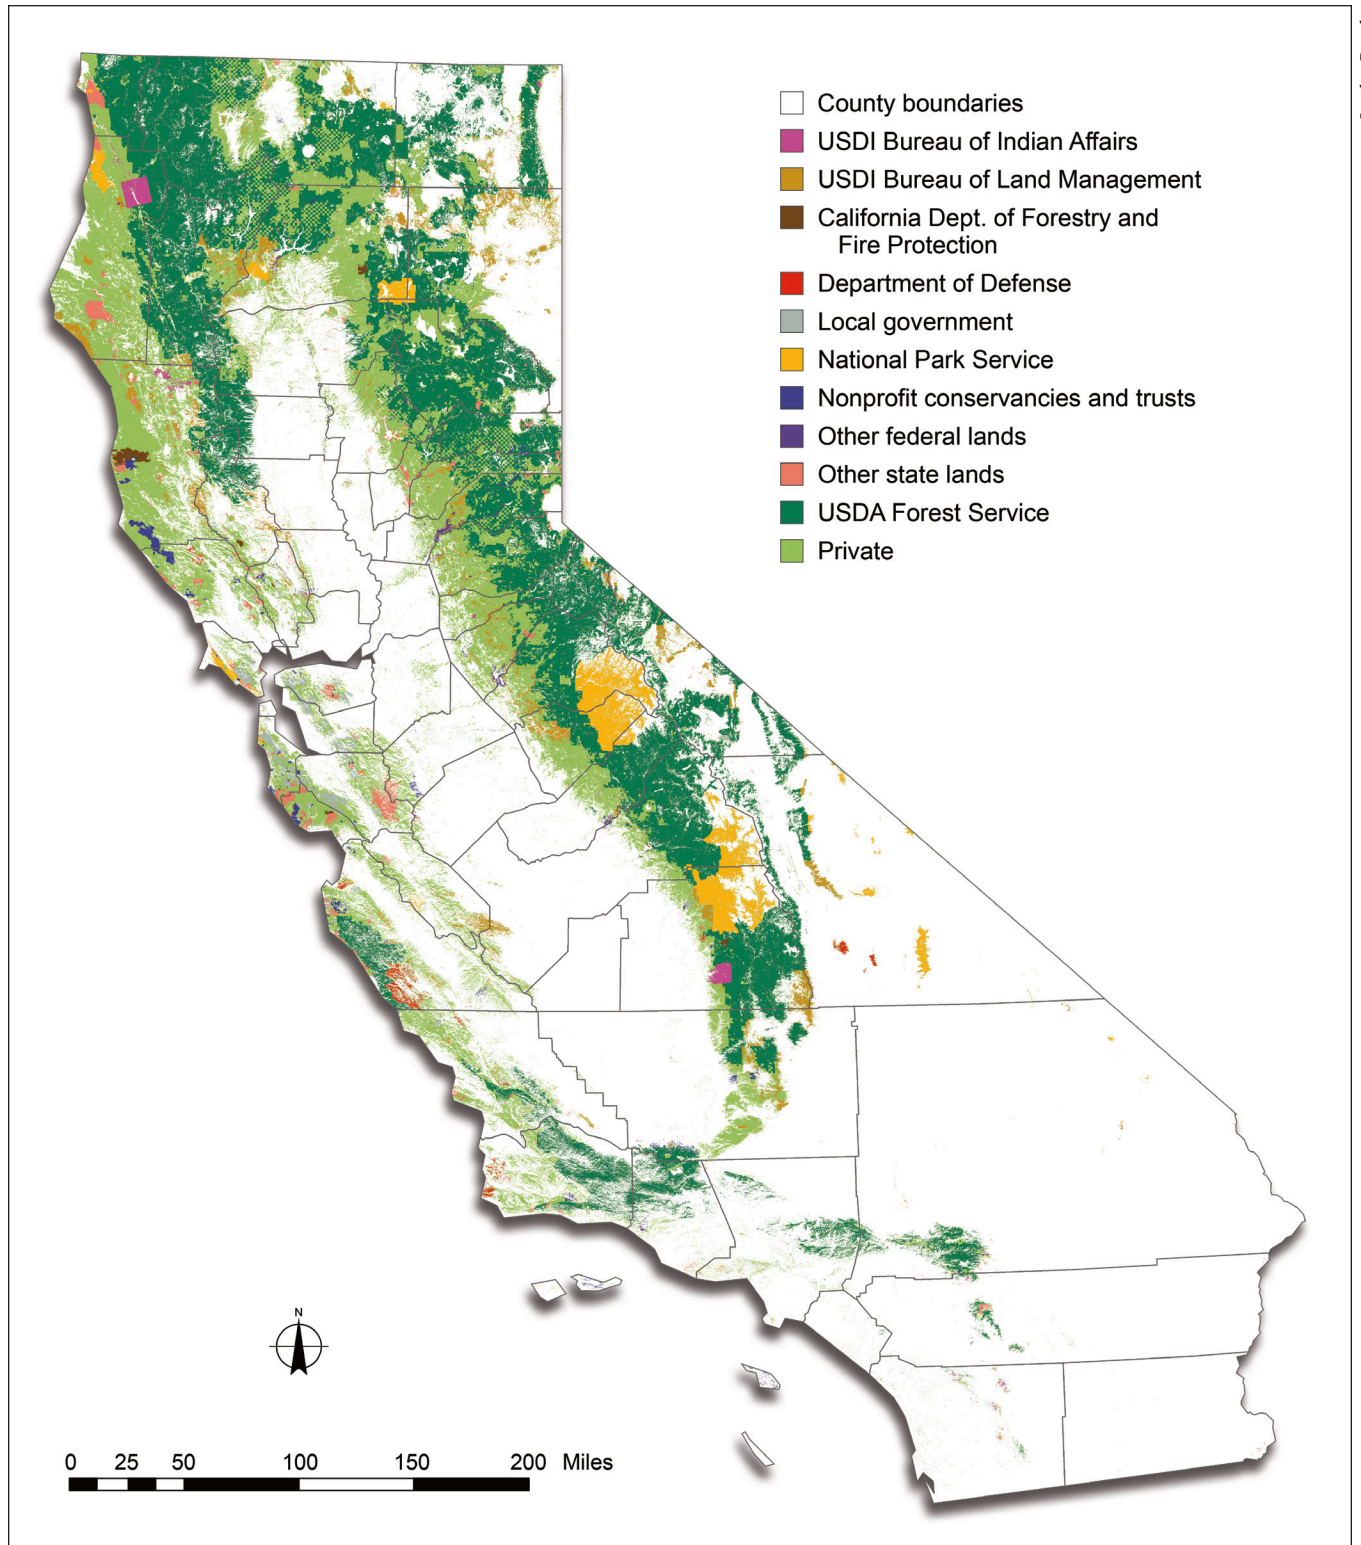 County boundaries
USDI Bureau of Indian Affairs
USDI Bureau of Land Management
California Dept. of Forestry and
Fire Protection
Department of Defense
Local government
National Park Service
Nonprofit conservancies and trusts
Other federal lands
Other state lands
USDA Forest Service
Private
N
0 25 50 100 150 200 Miles